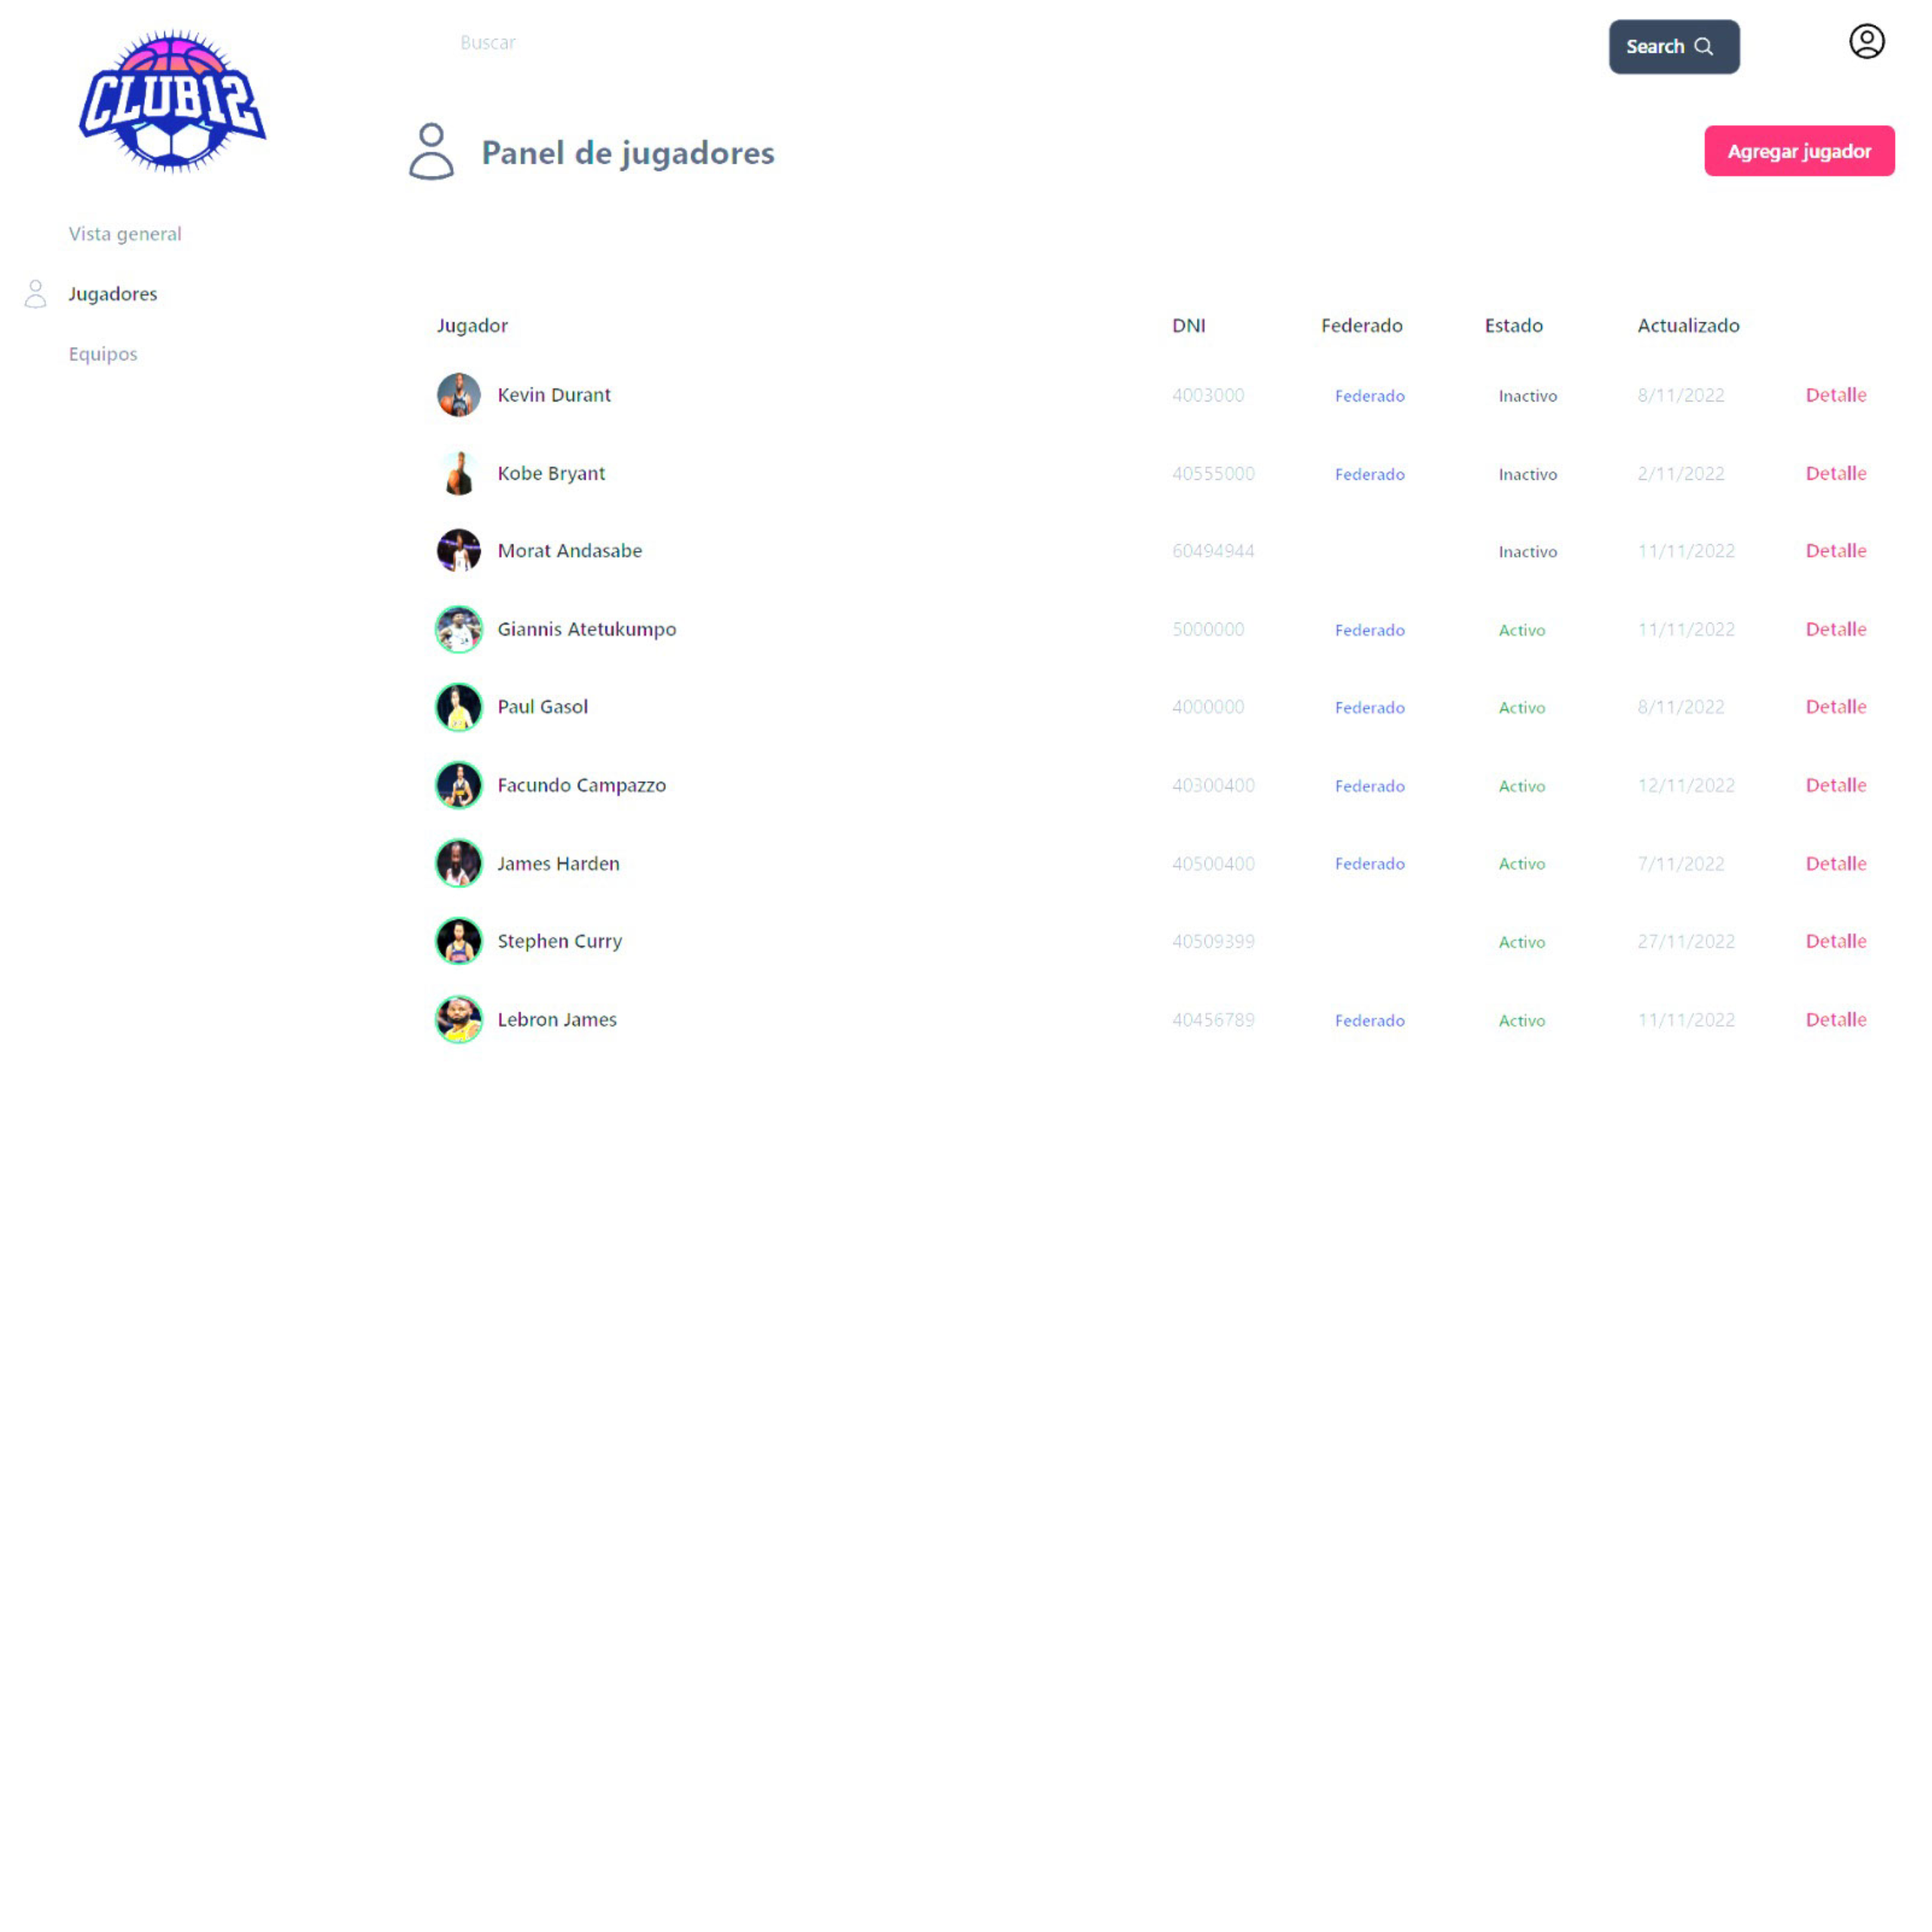 CLUB12
Buscar
Search
Panel de jugadores
Agregar jugador
Vista general
Jugadores
Equipos
Jugador DNI Federado Estado Actualizado
Kevin Durant 4003000 Federado Inactivo 8/11/2022 Detalle
Kobe Bryant 40555000 Federado Inactivo 2/11/2022 Detalle
Morat Andasabe 60494944 Inactivo 11/11/2022 Detalle
Giannis Atetukumpo 5000000 Federado Activo 11/11/2022 Detalle
Paul Gasol 4000000 Federado Activo 8/11/2022 Detalle
Facundo Campazzo 40300400 Federado Activo 12/11/2022 Detalle
James Harden 40500400 Federado Activo 7/11/2022 Detalle
Stephen Curry 40509399 Activo 27/11/2022 Detalle
Lebron James 40456789 Federado Activo 11/11/2022 Detalle